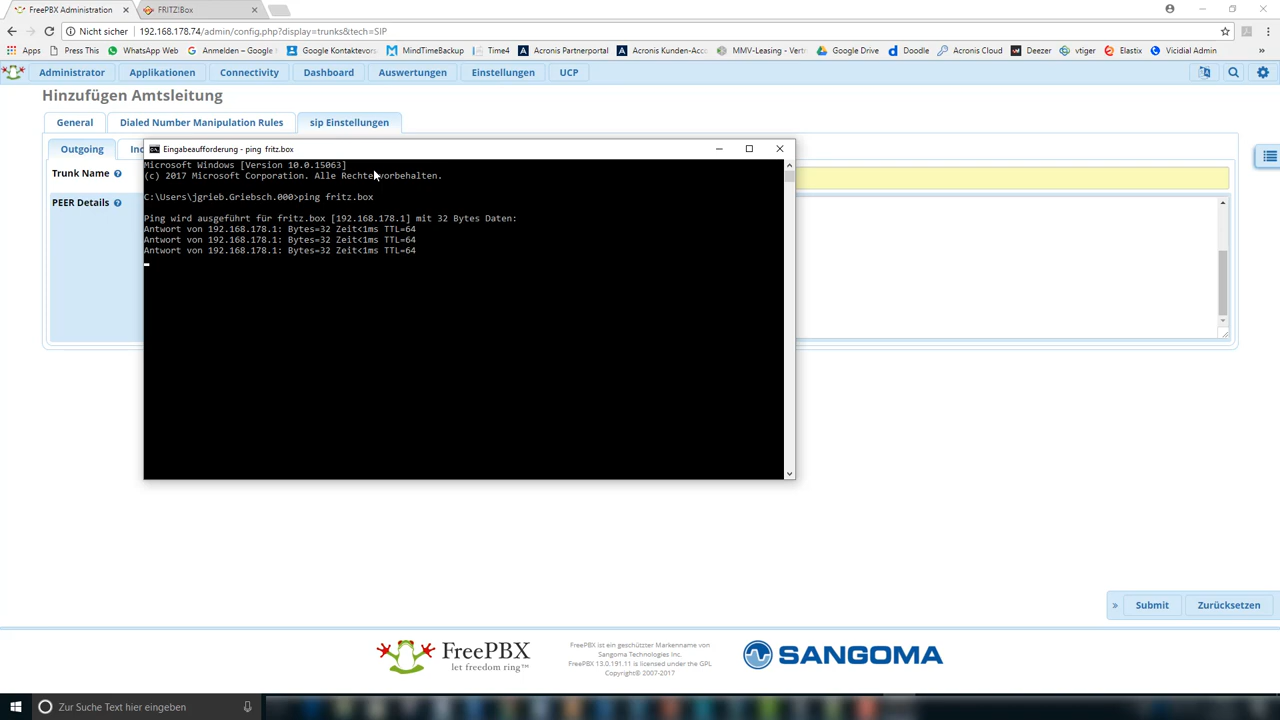 FreePBX Administration
FRITZ!Box
Nicht sicher
192.168.178.74/admin/config.php?display=trunks&tech=SIP
Apps
Press This
WhatsApp Web
Anmelden – Google
Google Kontaktevors
MindTimeBackup
Time4
Acronis Partnerportal
Acronis Kunden-Acc
MMV-Leasing - Vert
Google Drive
Doodle
Acronis Cloud
Deezer
vtiger
Elastix
Vicidial Admin
Administrator
Applikationen
Connectivity
Dashboard
Auswertungen
Einstellungen
UCP
Hinzufügen Amtsleitung
General
Dialed Number Manipulation Rules
sip Einstellungen
Outgoing
Inc
Trunk Name
PEER Details
Eingabeaufforderung - ping fritz.box
Microsoft Windows [Version 10.0.15063]
(c) 2017 Microsoft Corporation. Alle Rechte vorbehalten.
C:\Users\jgrieb.Griebsch.000>ping fritz.box
Ping wird ausgeführt für fritz.box [192.168.178.1] mit 32 Bytes Daten:
Antwort von 192.168.178.1: Bytes=32 Zeit<1ms TTL=64
Antwort von 192.168.178.1: Bytes=32 Zeit<1ms TTL=64
Antwort von 192.168.178.1: Bytes=32 Zeit<1ms TTL=64
Submit
Zurücksetzen
FreePBX
let freedom ring™
FreePBX ist ein geschützter Markenname von
Sangoma Technologies Inc.
FreePBX 13.0.191.11 is licensed under the GPL
Copyright© 2007-2017
SANGOMA
Zur Suche Text hier eingeben